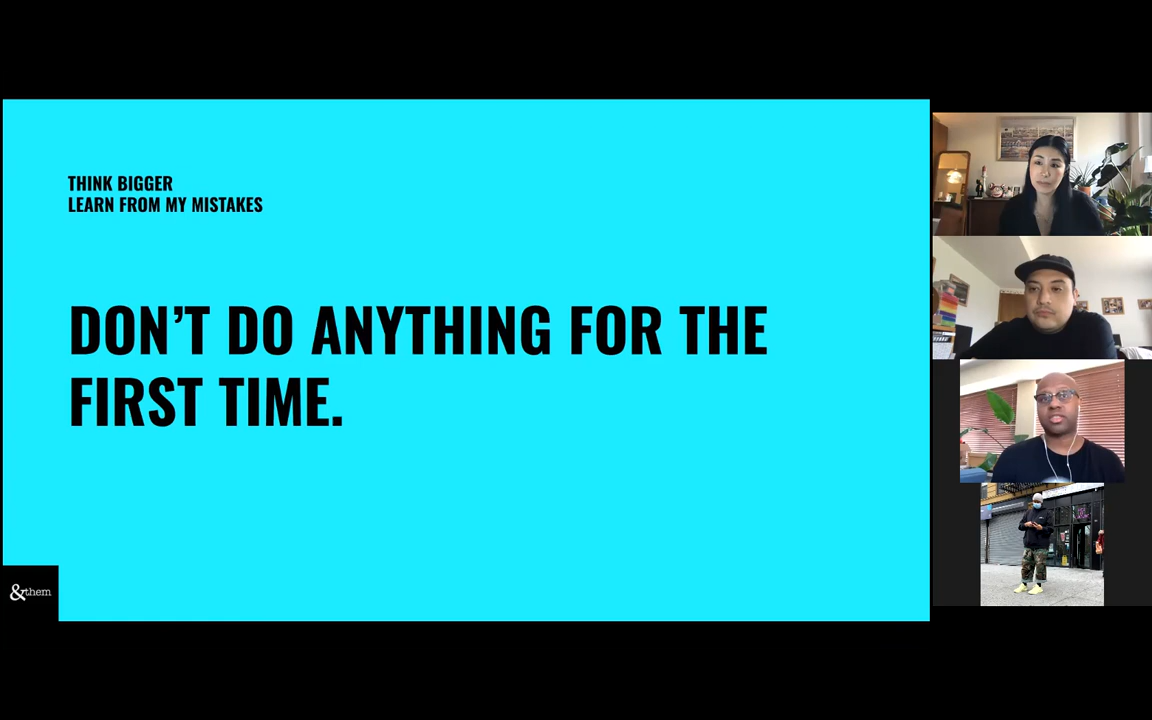 THINK BIGGER
LEARN FROM MY MISTAKES
DON’T DO ANYTHING FOR THE
FIRST TIME.
&them